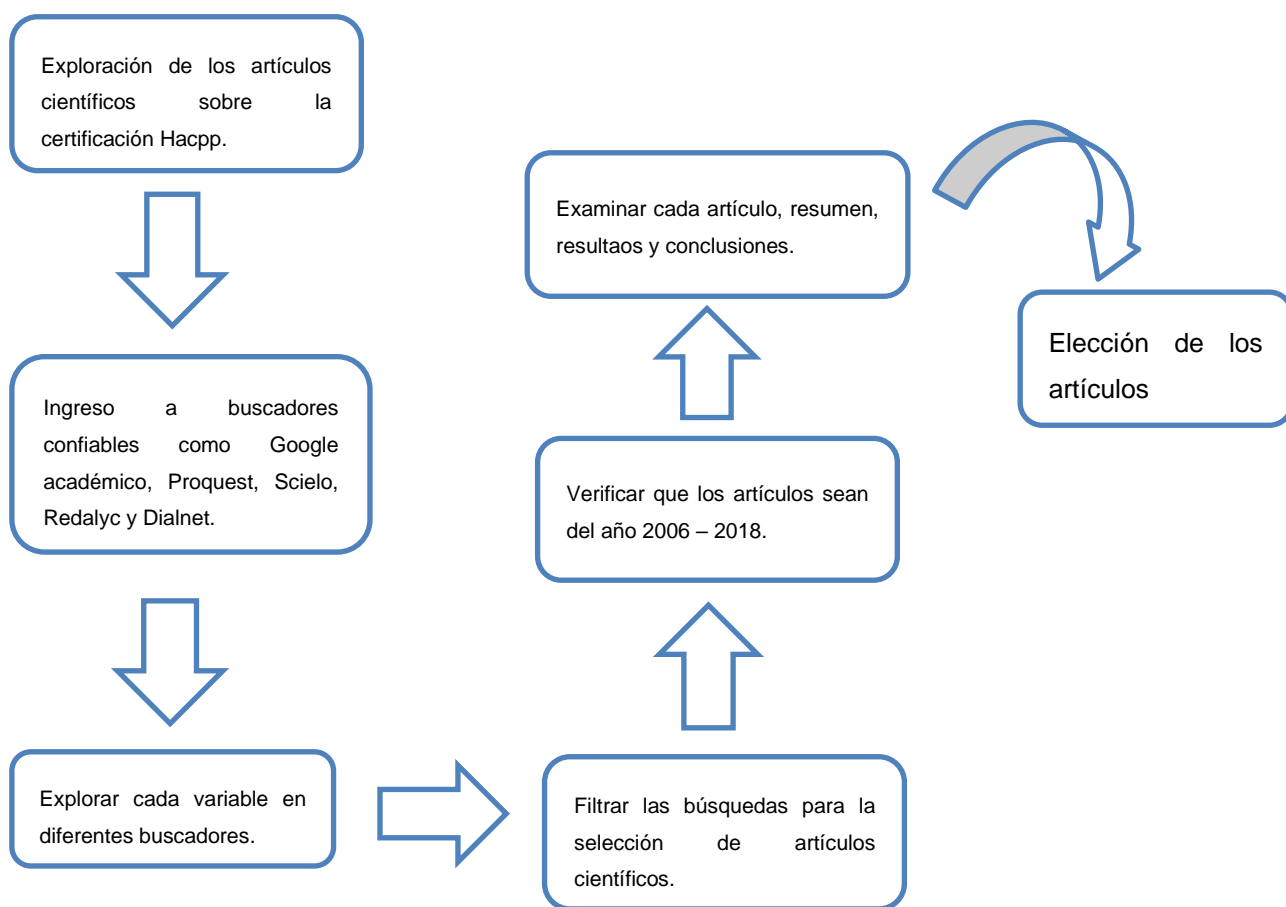 Exploración de los artículos
científicos sobre la
certificación Hacpp.
Ingreso a buscadores
confiables como Google
académico, Proquest, Scielo,
Redalyc y Dialnet.
Explorar cada variable en
diferentes buscadores.
Filtrar las búsquedas para la
selección de artículos
científicos.
Verificar que los artículos sean
del año 2006 – 2018.
Examinar cada artículo, resumen,
resultaos y conclusiones.
Elección de los
artículos